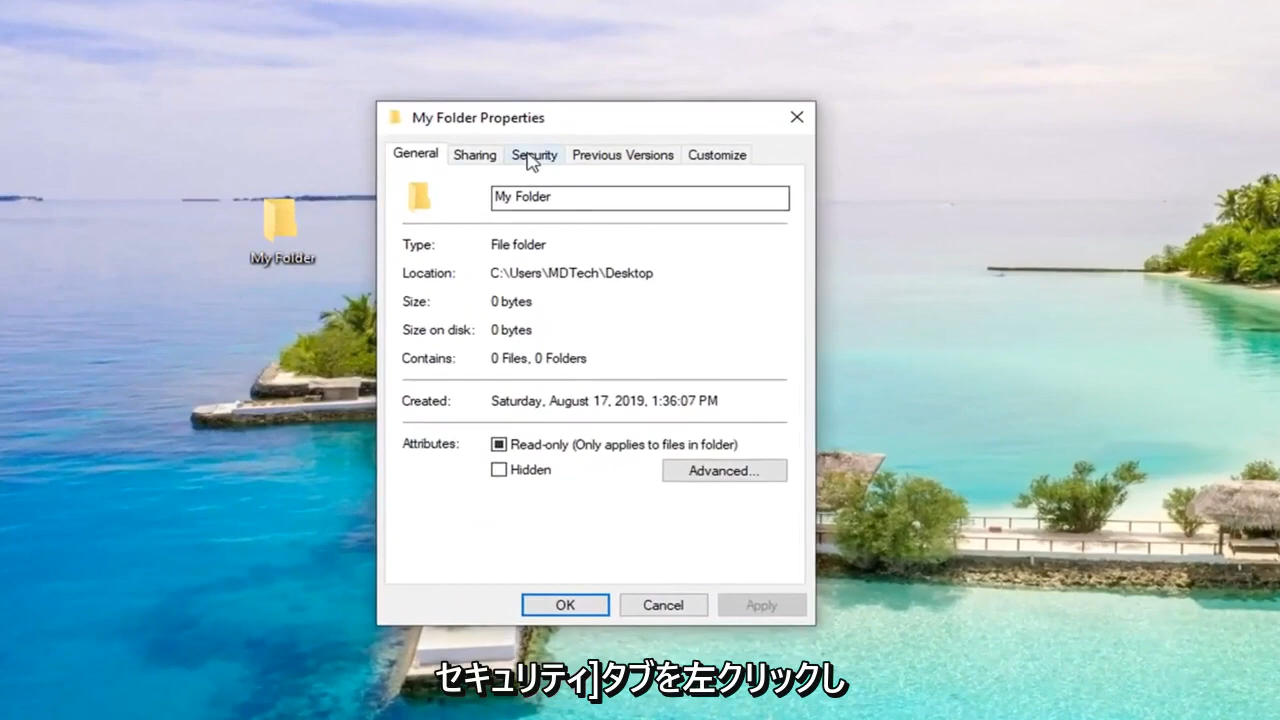 My Folder Properties
General Sharing Security Previous Versions Customize
My Folder
My Folder
Type: File folder
Location: C:\Users\MDTech\Desktop
Size: 0 bytes
Size on disk: 0 bytes
Contains: 0 Files, 0 Folders
Created: Saturday, August 17, 2019, 1:36:07 PM
Attributes: Read-only (Only applies to files in folder)
Hidden Advanced...
OK Cancel Apply
セキュリティ]タブを左クリックし